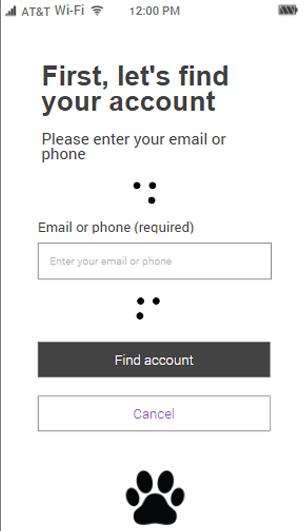 AT&T Wi-Fi 12:00 PM
First, let's find
your account
Please enter your email or
phone
⠙
Email or phone (required)
Enter your email or phone
⠋
Find account
Cancel